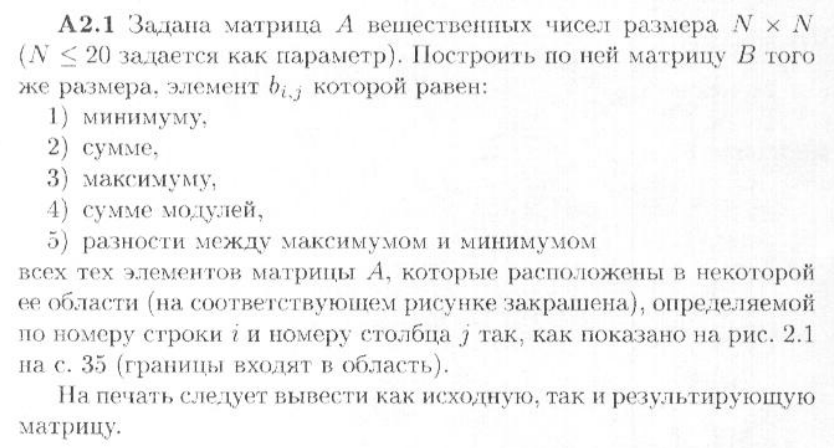 А2.1 Задана матрица A вещественных чисел размера N × N
(N ≤ 20 задается как параметр). Построить по ней матрицу B того
же размера, элемент b_{i,j} которой равен:
1) минимуму,
2) сумме,
3) максимуму,
4) сумме модулей,
5) разности между максимумом и минимумом
всех тех элементов матрицы A, которые расположены в некоторой
ее области (на соответствующем рисунке закрашена), определяемой
по номеру строки i и номеру столбца j так, как показано на рис. 2.1
на с. 35 (границы входят в область).
На печать следует вывести как исходную, так и результирующую
матрицу.